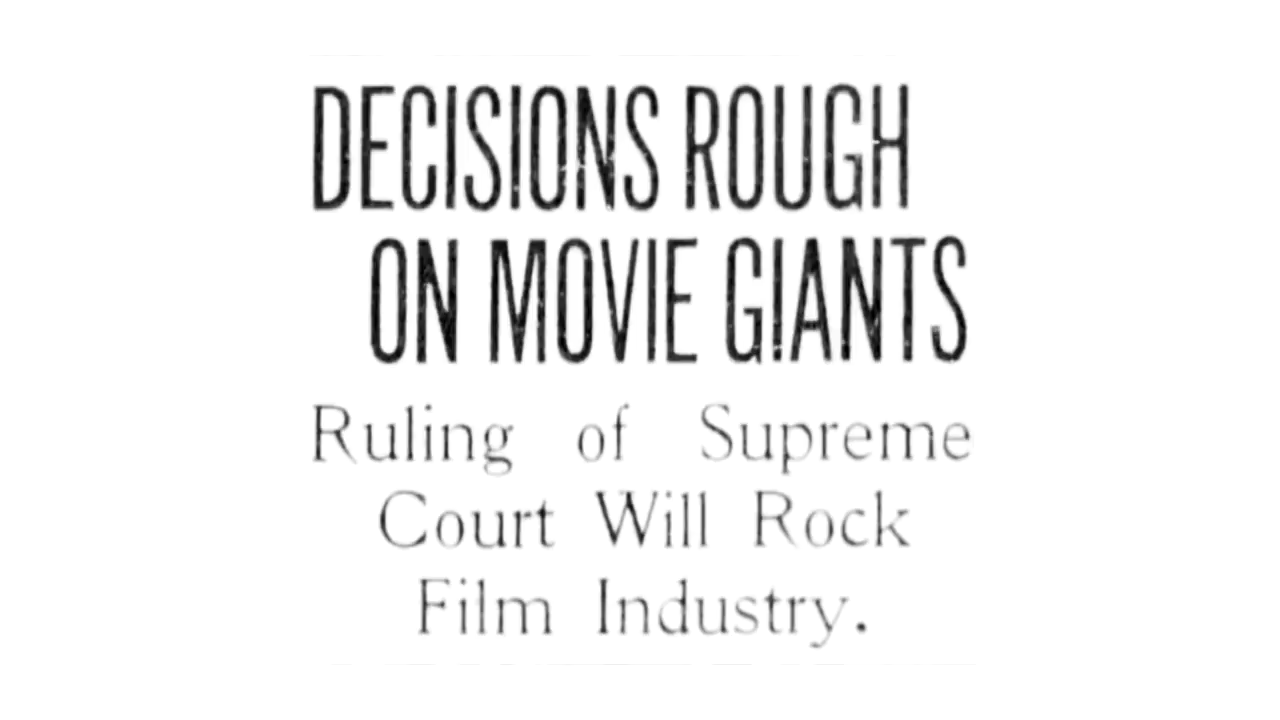 DECISIONS ROUGH
ON MOVIE GIANTS
Ruling of Supreme
Court Will Rock
Film Industry.